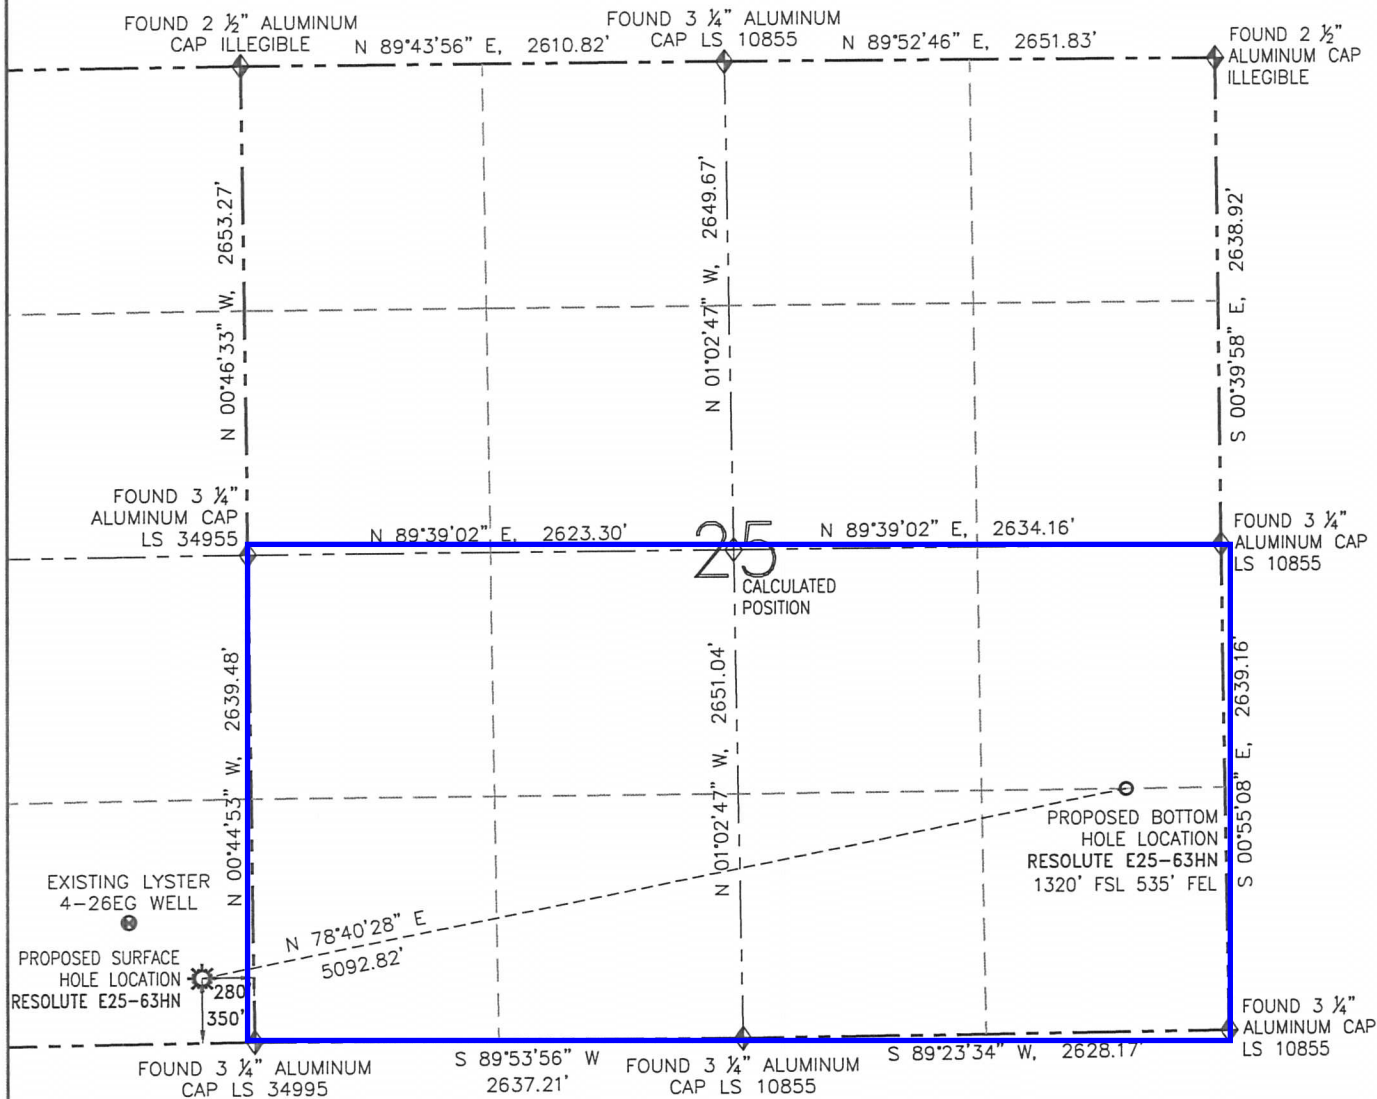 FOUND 2 ½" ALUMINUM
CAP ILLEGIBLE
N 89°43'56" E, 2610.82'
FOUND 3 ¼" ALUMINUM
CAP LS 10855
N 89°52'46" E, 2651.83'
FOUND 2 ½"
ALUMINUM CAP
ILLEGIBLE
N 00°46'33" W, 2653.27'
N 01°02'47" W, 2649.67'
S 00°39'58" E, 2638.92'
FOUND 3 ¼"
ALUMINUM CAP
LS 34955
N 89°39'02" E, 2623.30'
25
CALCULATED
POSITION
N 89°39'02" E, 2634.16'
FOUND 3 ¼"
ALUMINUM CAP
LS 10855
N 00°44'53" W, 2639.48'
N 01°02'47" W, 2651.04'
S 00°55'08" E, 2639.16'
PROPOSED BOTTOM
HOLE LOCATION
RESOLUTE E25-63HN
1320' FSL 535' FEL
EXISTING LYSTER
4-26EG WELL
PROPOSED SURFACE
HOLE LOCATION
RESOLUTE E25-63HN
280
350'
N 78°40'28" E
5092.82'
FOUND 3 ¼" ALUMINUM
CAP LS 34995
S 89°53'56" W
2637.21'
FOUND 3 ¼" ALUMINUM
CAP LS 10855
S 89°23'34" W, 2628.17'
FOUND 3 ¼"
ALUMINUM CAP
LS 10855